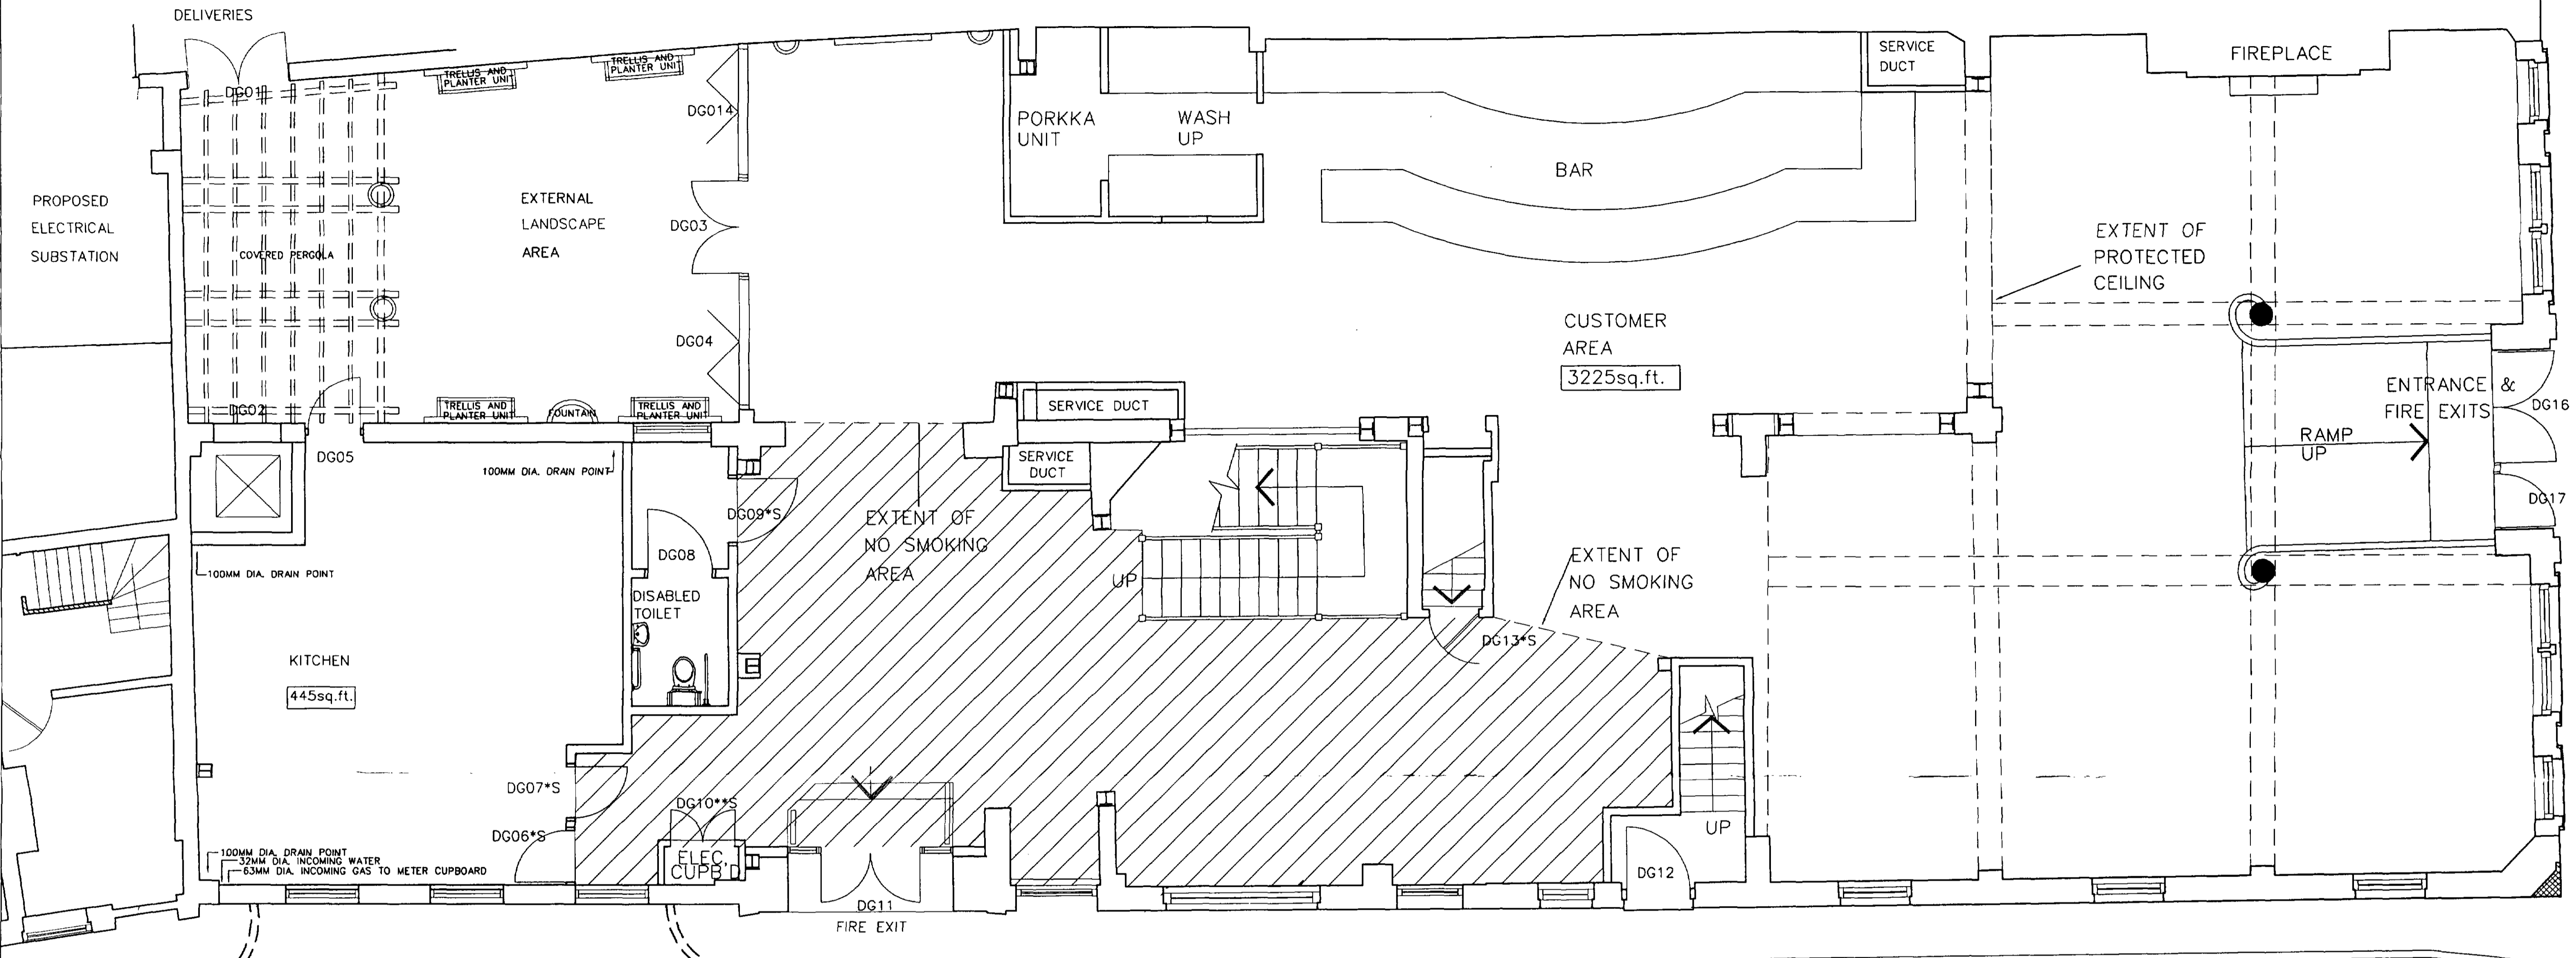 DELIVERIES
DG01
TRELLIS AND
PLANTER UNIT
TRELLIS AND
PLANTER UNIT
DG014
PORKKA
UNIT
WASH
UP
SERVICE
DUCT
FIREPLACE
BAR
PROPOSED
ELECTRICAL
SUBSTATION
COVERED PERGOLA
EXTERNAL
LANDSCAPE
AREA
DG03
EXTENT OF
PROTECTED
CEILING
DG04
CUSTOMER
AREA
3225sq.ft.
ENTRANCE &
FIRE EXITS
DG16
DG02
TRELLIS AND
PLANTER UNIT
FOUNTAIN
TRELLIS AND
PLANTER UNIT
SERVICE DUCT
RAMP
UP
DG05
100MM DIA. DRAIN POINT
SERVICE
DUCT
DG17
DG09*S
EXTENT OF
NO SMOKING
AREA
DG08
100MM DIA. DRAIN POINT
UP
EXTENT OF
NO SMOKING
AREA
DISABLED
TOILET
DG13*S
KITCHEN
445sq.ft.
DG07*S
DG10**S
DG06*S
UP
100MM DIA. DRAIN POINT
32MM DIA. INCOMING WATER
63MM DIA. INCOMING GAS TO METER CUPBOARD
ELEC.
CUPB'D
DG12
DG11
FIRE EXIT